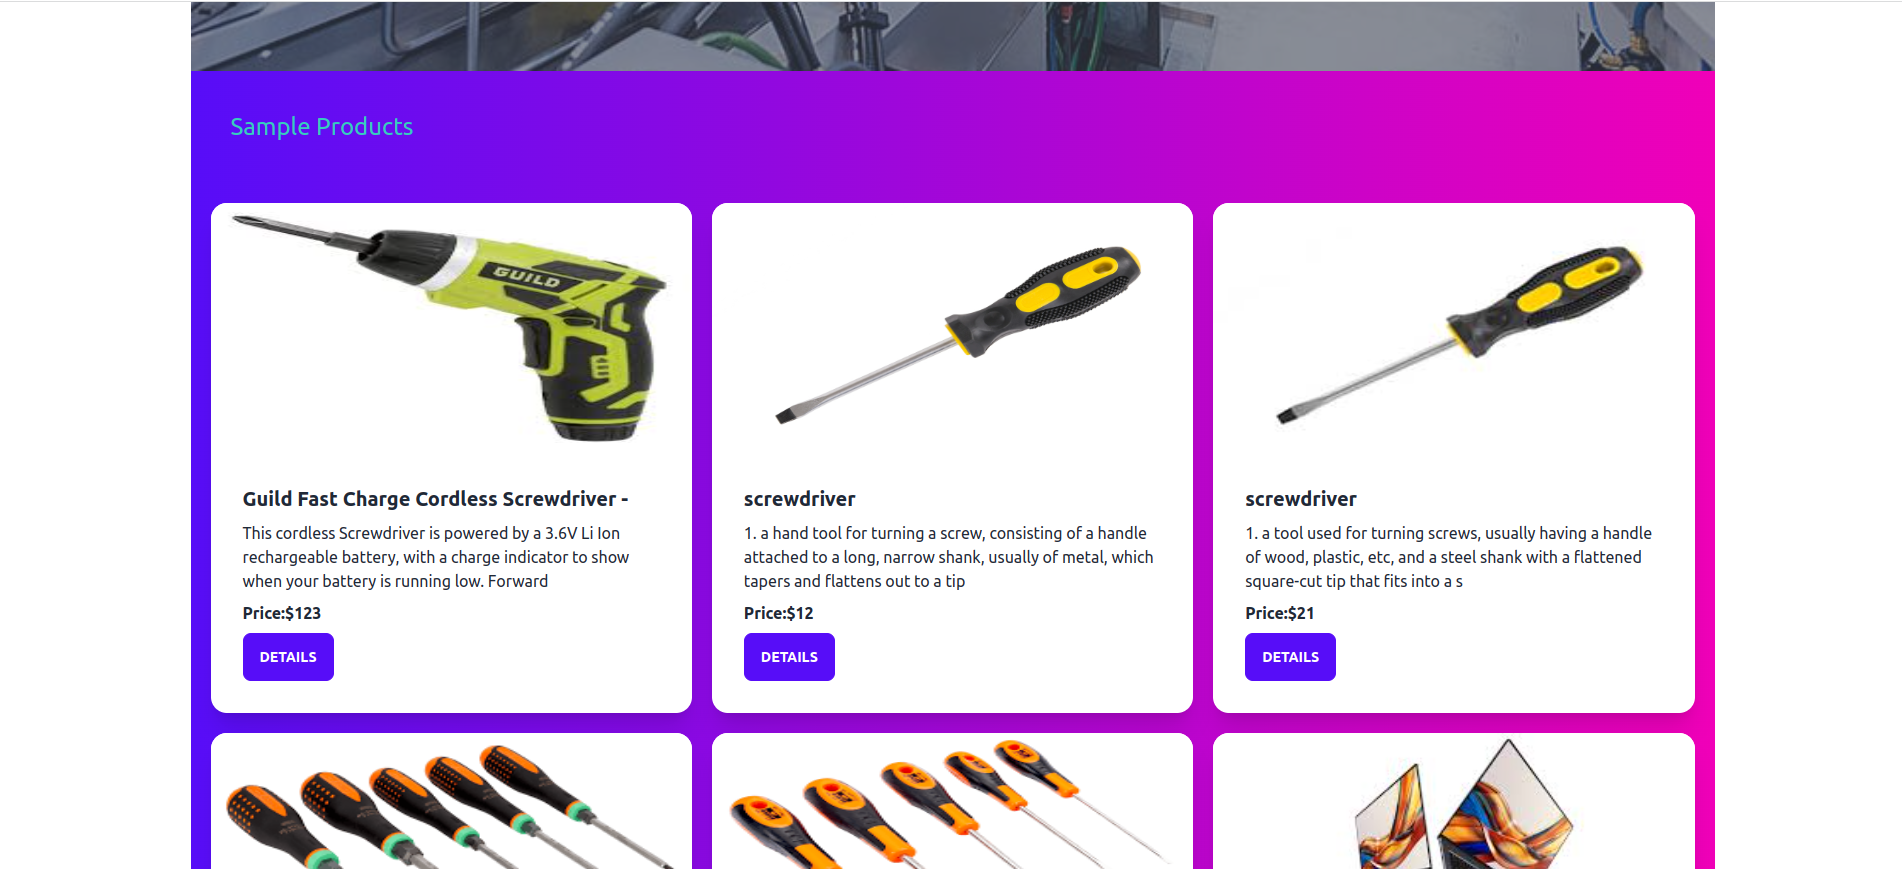 Sample Products
GUILD
Guild Fast Charge Cordless Screwdriver -
This cordless Screwdriver is powered by a 3.6V Li Ion
rechargeable battery, with a charge indicator to show
when your battery is running low. Forward
Price:$123
DETAILS
screwdriver
1. a hand tool for turning a screw, consisting of a handle
attached to a long, narrow shank, usually of metal, which
tapers and flattens out to a tip
Price:$12
DETAILS
screwdriver
1. a tool used for turning screws, usually having a handle
of wood, plastic, etc, and a steel shank with a flattened
square-cut tip that fits into a s
Price:$21
DETAILS